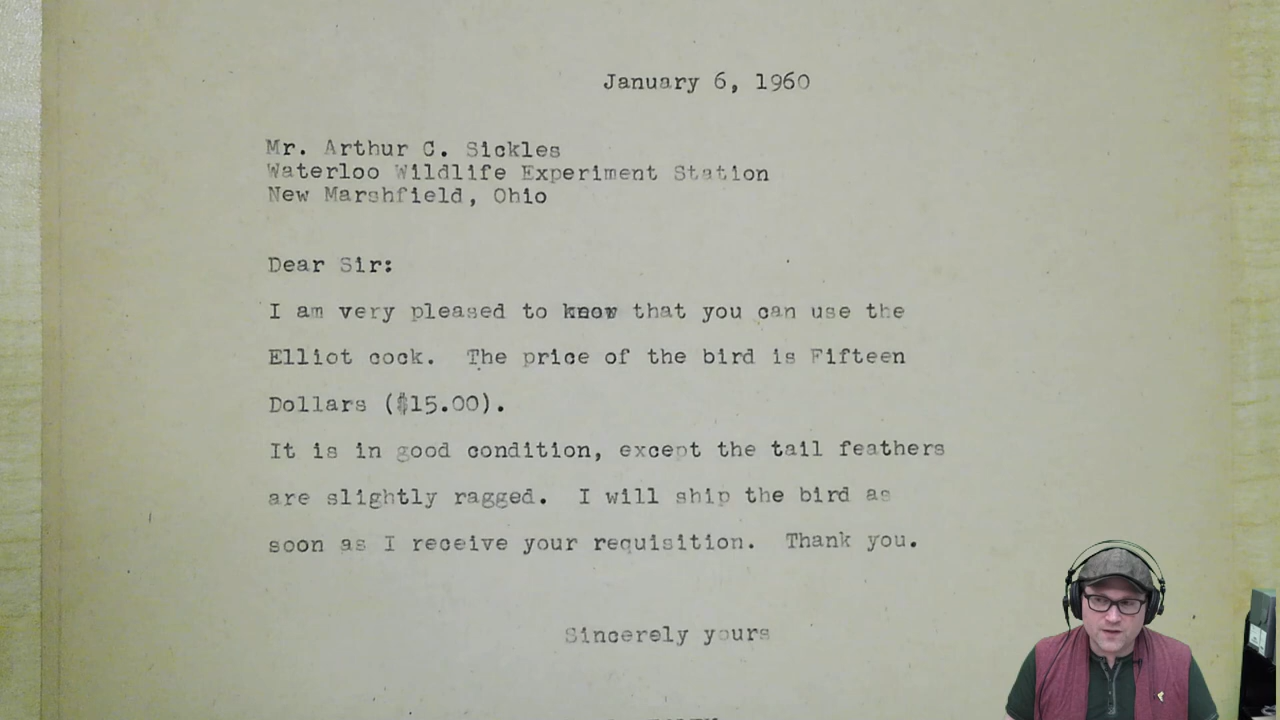 January 6, 1960
Mr. Arthur C. Sickles
Waterloo Wildlife Experiment Station
New Marshfield, Ohio
Dear Sir:
I am very pleased to know that you can use the
Elliot cock. The price of the bird is Fifteen
Dollars ($15.00).
It is in good condition, except the tail feathers
are slightly ragged. I will ship the bird as
soon as I receive your requisition. Thank you.
Sincerely yours